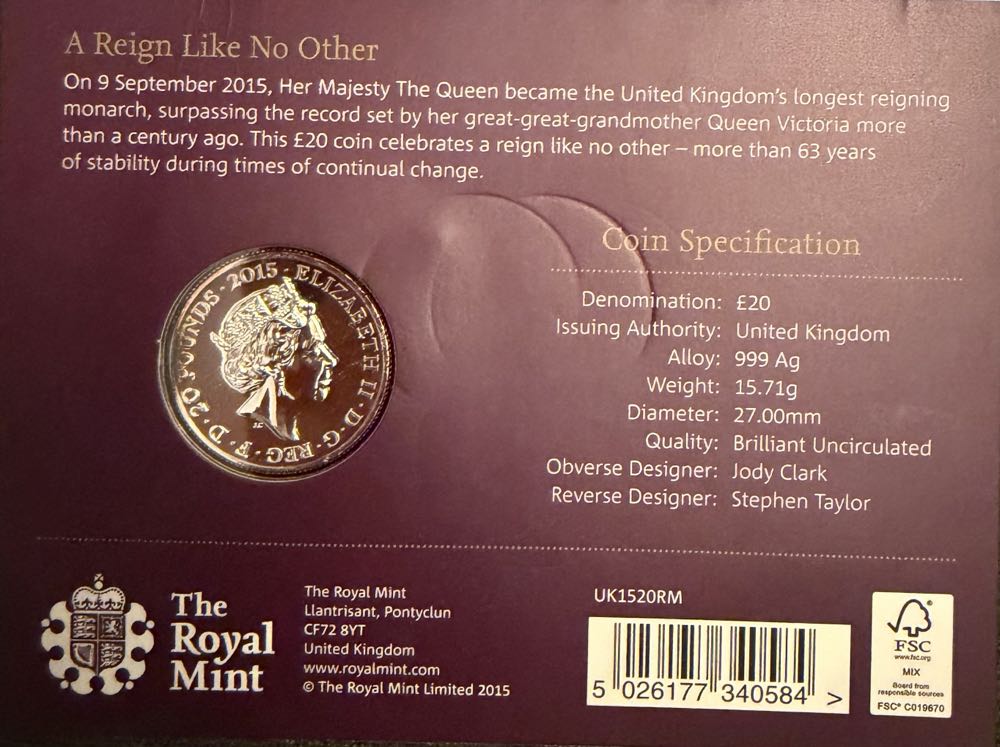 A Reign Like No Other
On 9 September 2015, Her Majesty The Queen became the United Kingdom's longest reigning
monarch, surpassing the record set by her great-great-grandmother Queen Victoria more
than a century ago. This £20 coin celebrates a reign like no other – more than 63 years
of stability during times of continual change.
ELIZABETH II · D · G · REG · F · D · 20 POUNDS · 2015 ·
J.C
Coin Specification
Denomination: £20
Issuing Authority: United Kingdom
Alloy: 999 Ag
Weight: 15.71g
Diameter: 27.00mm
Quality: Brilliant Uncirculated
Obverse Designer: Jody Clark
Reverse Designer: Stephen Taylor
The
Royal
Mint
The Royal Mint
Llantrisant, Pontyclun
CF72 8YT
United Kingdom
www.royalmint.com
© The Royal Mint Limited 2015
UK1520RM
5 026177 340584 >
FSC
www.fsc.org
MIX
Board from
responsible sources
FSC® C019670